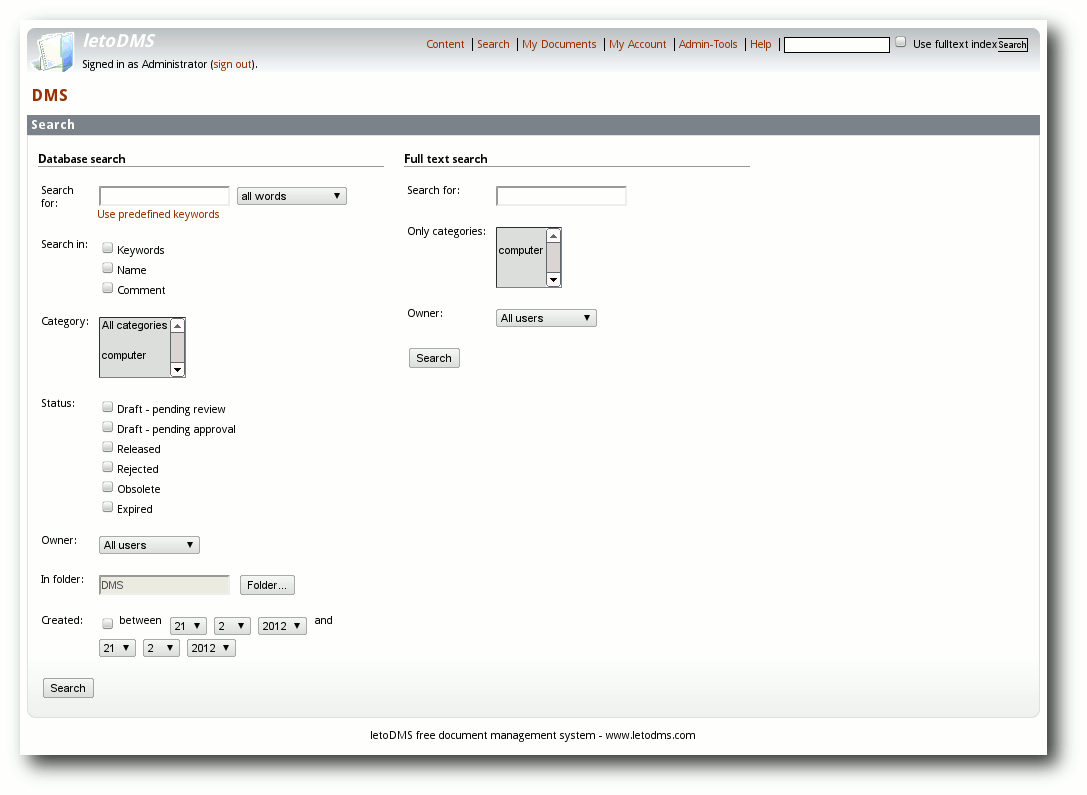 letoDMS
Content Search My Documents My Account Admin-Tools Help Use fulltext index Search
Signed in as Administrator (sign out).
DMS
Search
Database search
Search for: all words
Use predefined keywords
Search in: Keywords
Name
Comment
Category: All categories
computer
Status: Draft - pending review
Draft - pending approval
Released
Rejected
Obsolete
Expired
Owner: All users
In folder: DMS Folder...
Created: between 21 2 2012 and
21 2 2012
Search
Full text search
Search for:
Only categories: computer
Owner: All users
Search
letoDMS free document management system - www.letodms.com